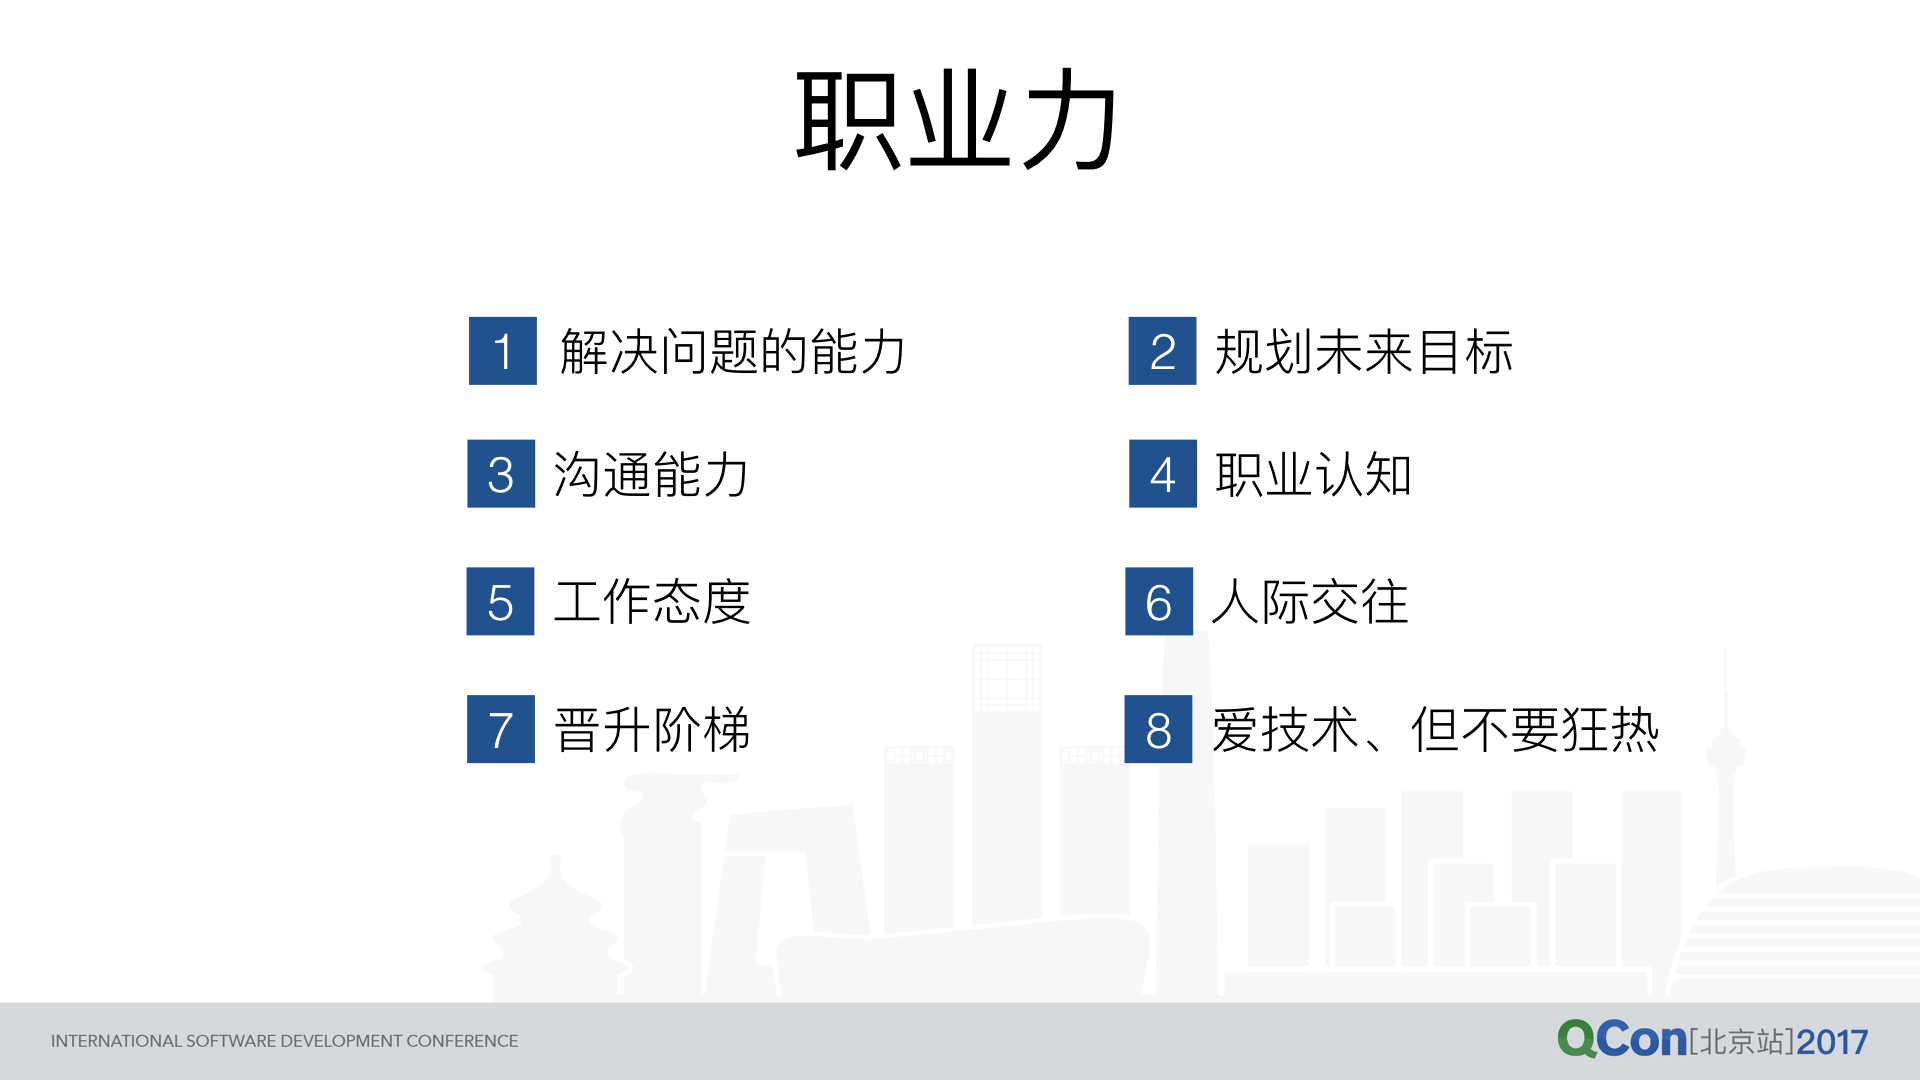 职业力
1 解决问题的能力
2 规划未来目标
3 沟通能力
4 职业认知
5 工作态度
6 人际交往
7 晋升阶梯
8 爱技术、但不要狂热
INTERNATIONAL SOFTWARE DEVELOPMENT CONFERENCE
QCon[北京站]2017